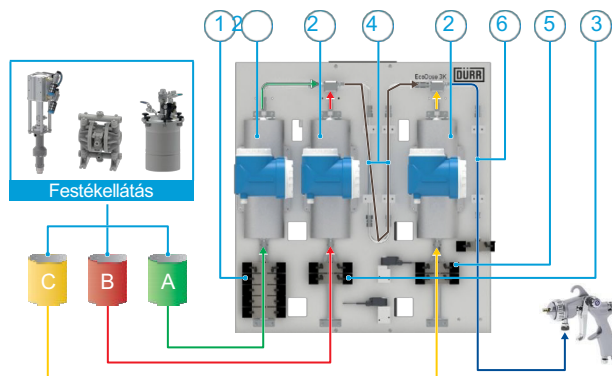 1 2 2 4 2 6 5 3
EcoDose 3K
DÜRR
Festékellátás
C B A